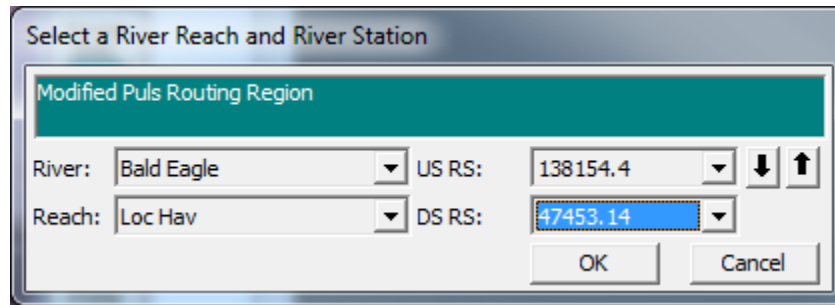 Select a River Reach and River Station
Modified Puls Routing Region
River: Bald Eagle US RS: 138154.4
Reach: Loc Hav DS RS: 47453.14
OK Cancel